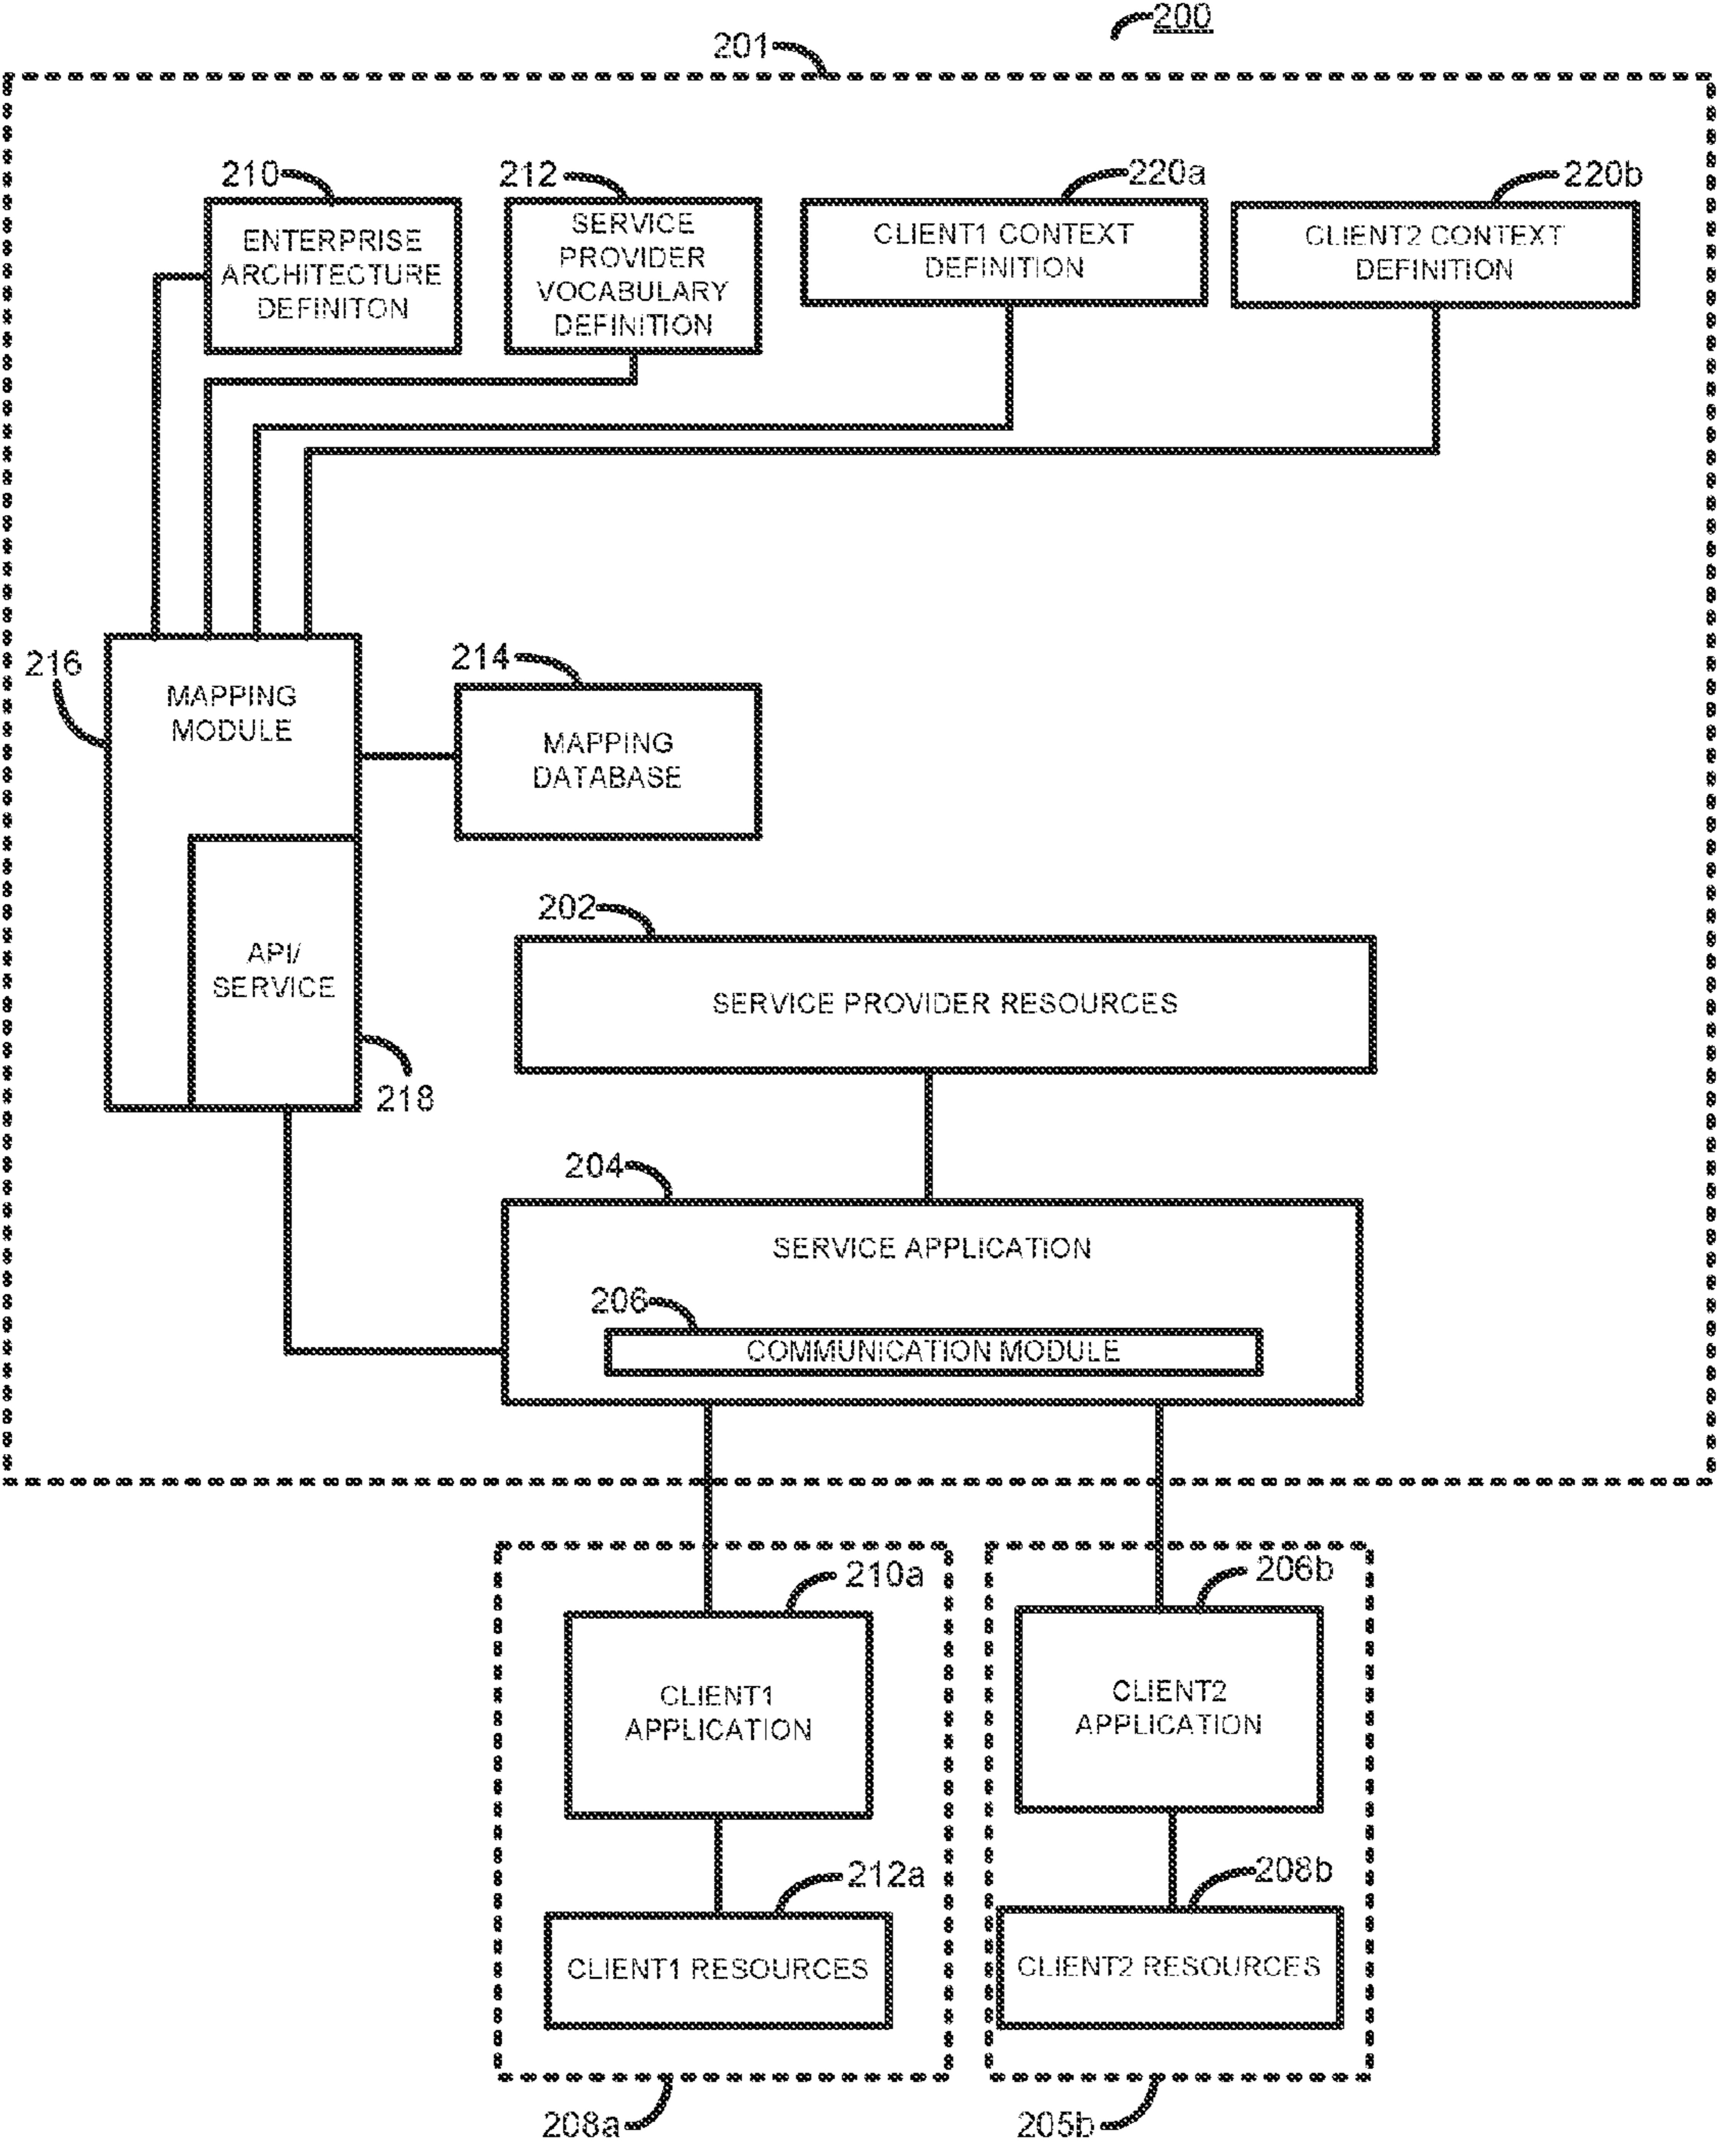 200
201
210
212
220a
220b
ENTERPRISE
ARCHITECTURE
DEFINITON
SERVICE
PROVIDER
VOCABULARY
DEFINITION
CLIENT1 CONTEXT
DEFINITION
CLIENT2 CONTEXT
DEFINITION
216
MAPPING
MODULE
214
MAPPING
DATABASE
API/
SERVICE
218
202
SERVICE PROVIDER RESOURCES
204
SERVICE APPLICATION
206
COMMUNICATION MODULE
210a
CLIENT1
APPLICATION
206b
CLIENT2
APPLICATION
212a
CLIENT1 RESOURCES
208b
CLIENT2 RESOURCES
208a
205b